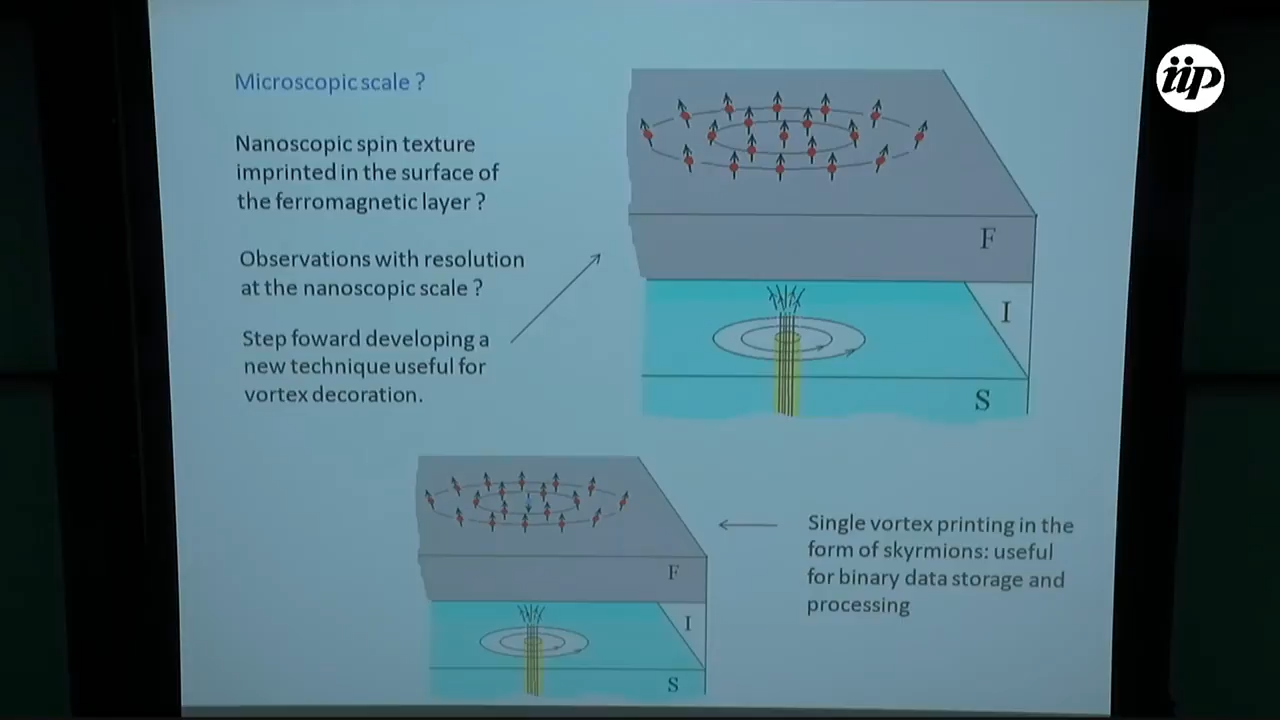 iip
Microscopic scale ?
Nanoscopic spin texture
imprinted in the surface of
the ferromagnetic layer ?
Observations with resolution
at the nanoscopic scale ?
Step foward developing a
new technique useful for
vortex decoration.
F
I
S
Single vortex printing in the
form of skyrmions: useful
for binary data storage and
processing
F
I
S